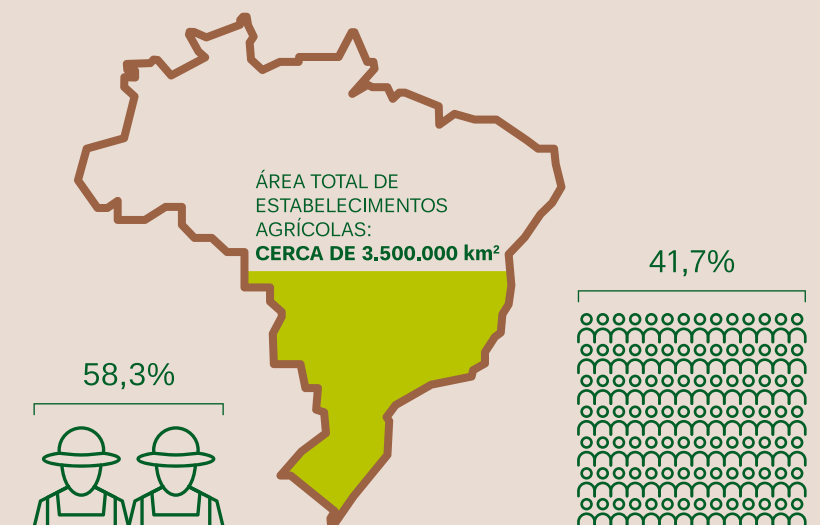 ÁREA TOTAL DE
ESTABELECIMENTOS
AGRÍCOLAS:
CERCA DE 3.500.000 km²
41,7%
58,3%